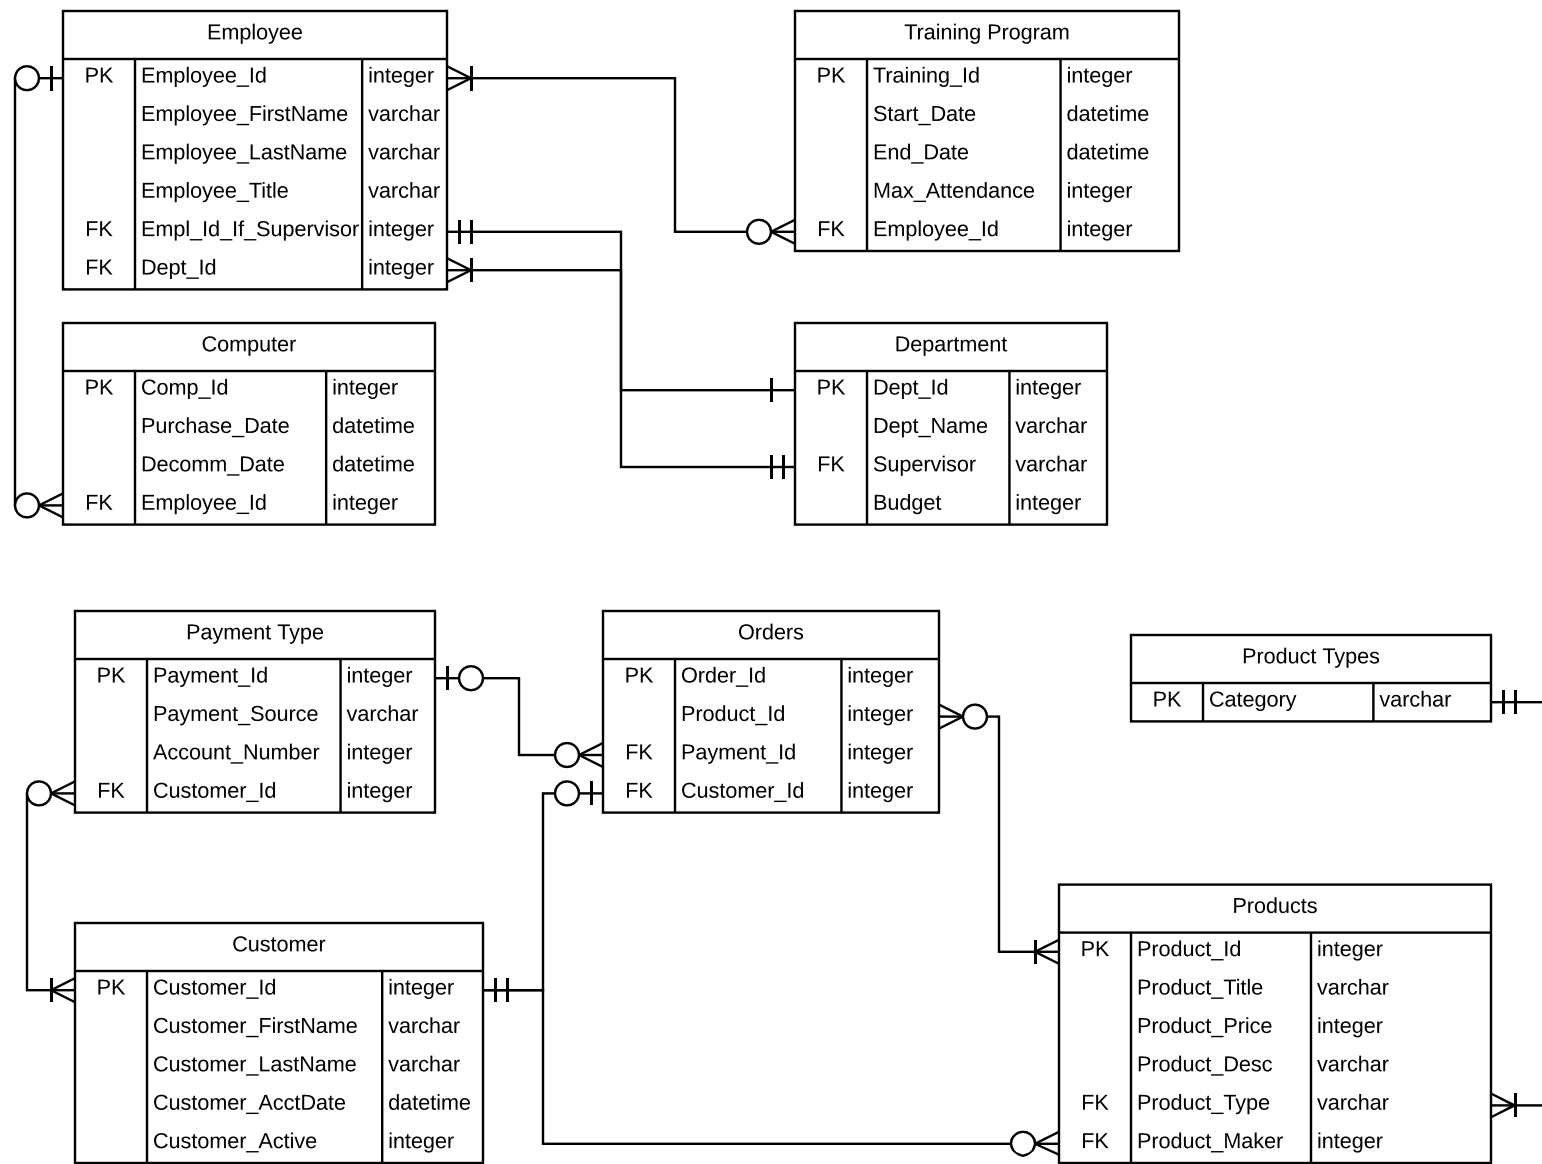 Employee
PK Employee_Id integer
Employee_FirstName varchar
Employee_LastName varchar
Employee_Title varchar
FK Empl_Id_If_Supervisor integer
FK Dept_Id integer
Training Program
PK Training_Id integer
Start_Date datetime
End_Date datetime
Max_Attendance integer
FK Employee_Id integer
Computer
PK Comp_Id integer
Purchase_Date datetime
Decomm_Date datetime
FK Employee_Id integer
Department
PK Dept_Id integer
Dept_Name varchar
FK Supervisor varchar
Budget integer
Payment Type
PK Payment_Id integer
Payment_Source varchar
Account_Number integer
FK Customer_Id integer
Orders
PK Order_Id integer
Product_Id integer
FK Payment_Id integer
FK Customer_Id integer
Product Types
PK Category varchar
Customer
PK Customer_Id integer
Customer_FirstName varchar
Customer_LastName varchar
Customer_AcctDate datetime
Customer_Active integer
Products
PK Product_Id integer
Product_Title varchar
Product_Price integer
Product_Desc varchar
FK Product_Type varchar
FK Product_Maker integer